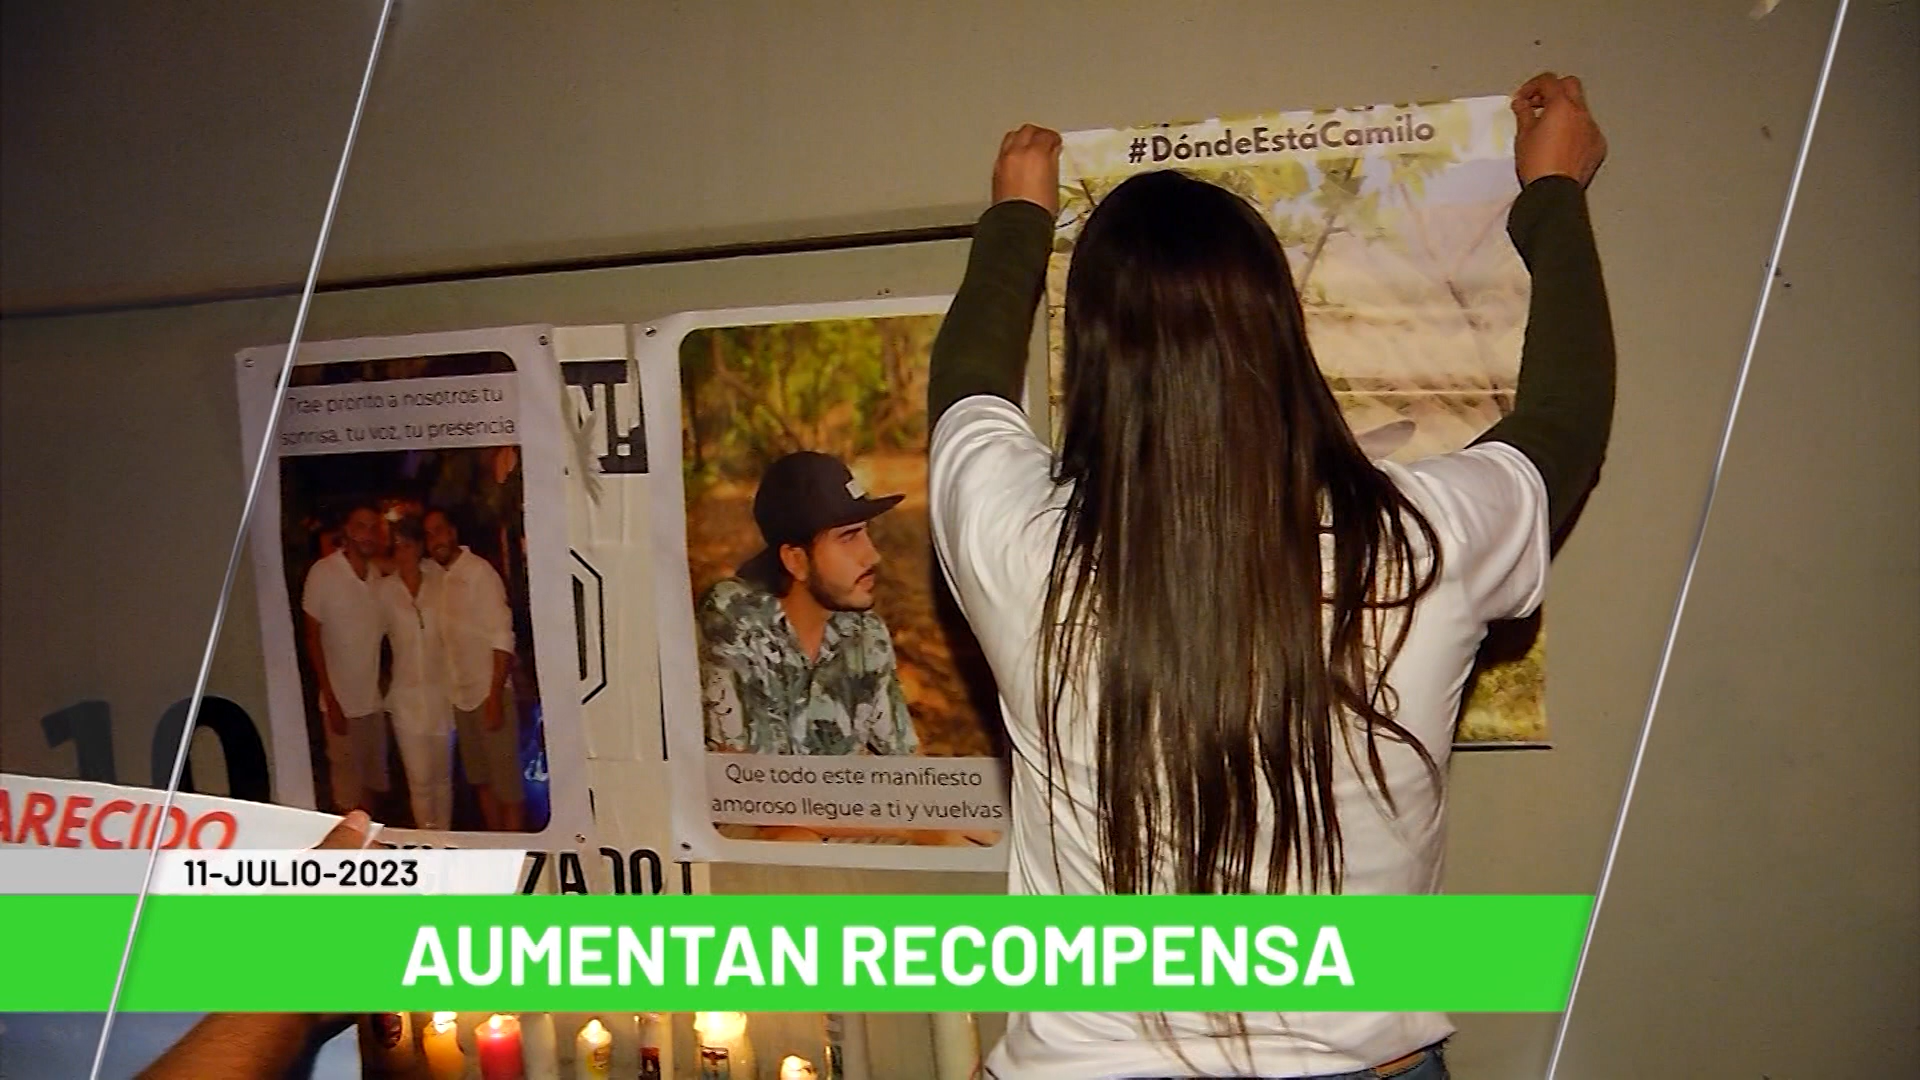 #DóndeEstáCamilo
Trae pronto a nosotros tu
sonrisa, tu voz, tu presencia
Que todo este manifiesto
amoroso llegue a ti y vuelvas
10
ARECIDO
11-JULIO-2023
AUMENTAN RECOMPENSA